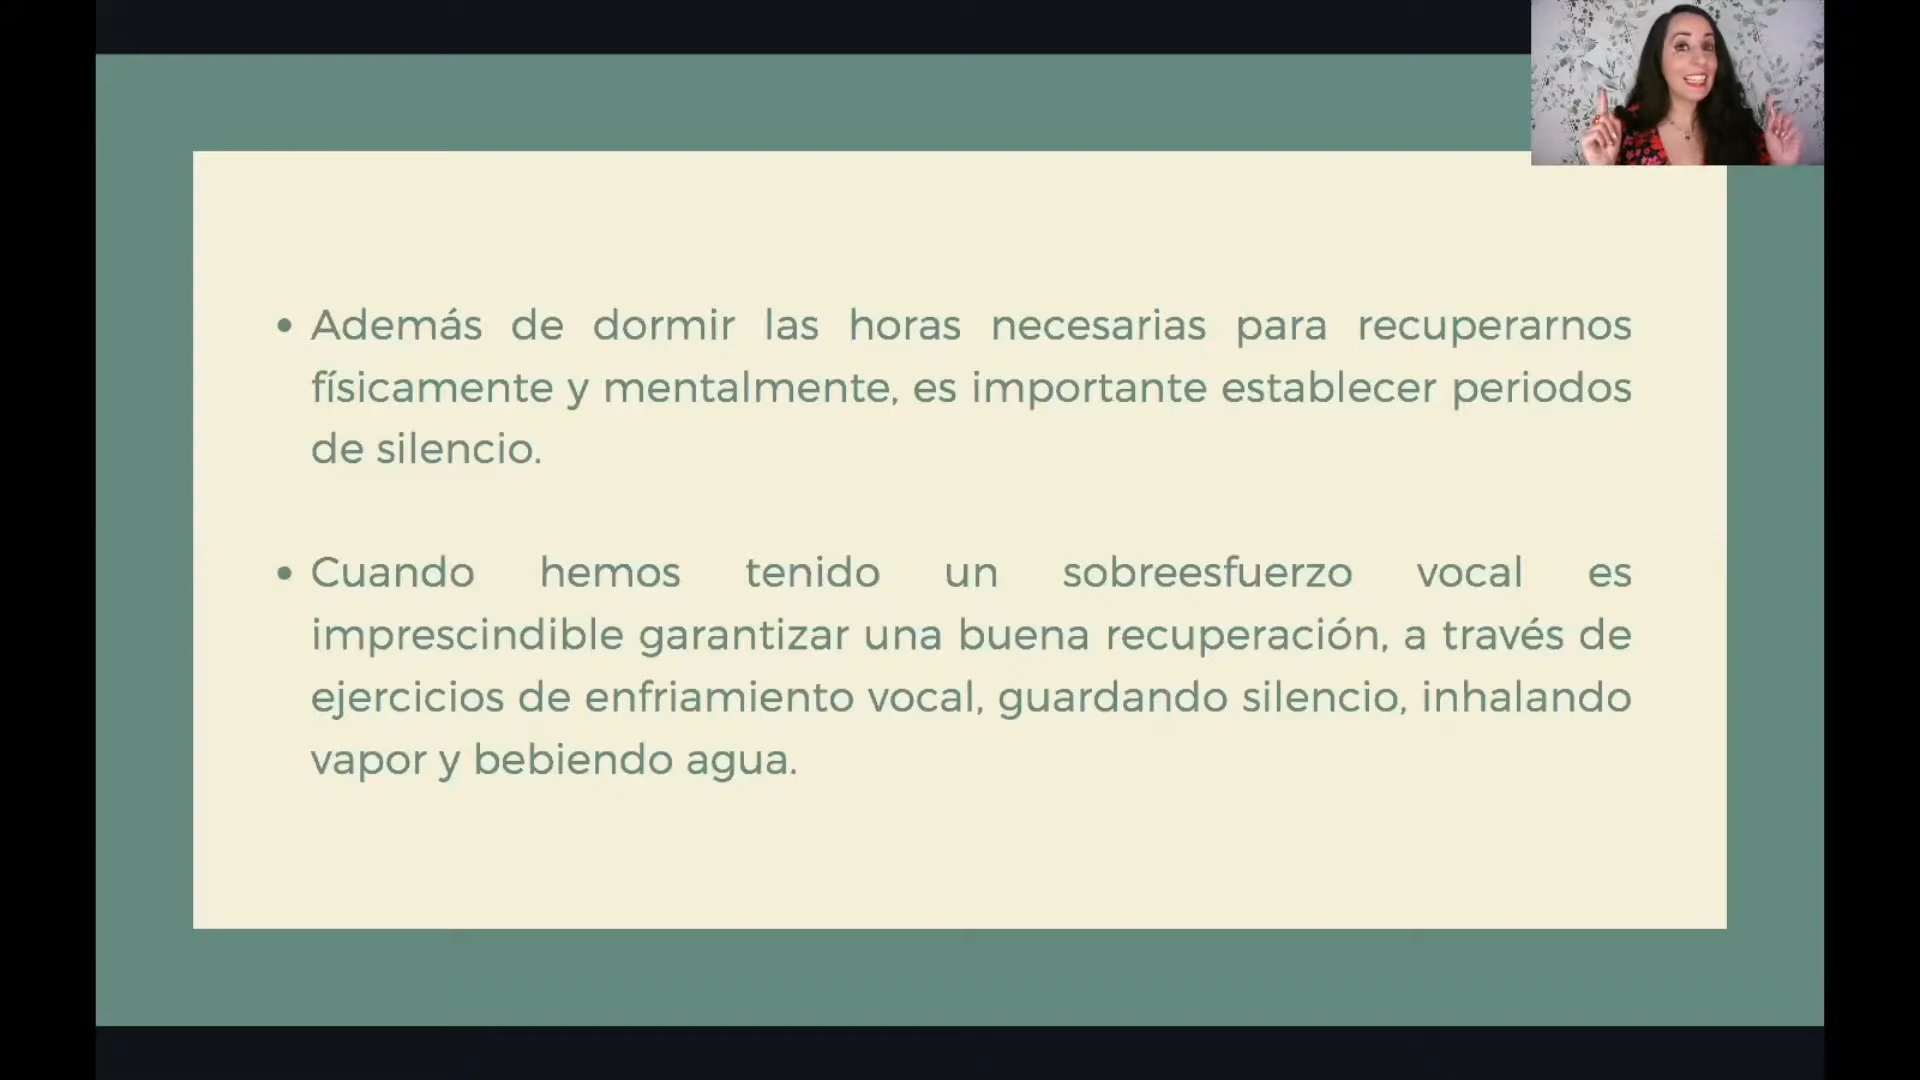 • Además de dormir las horas necesarias para recuperarnos
físicamente y mentalmente, es importante establecer periodos
de silencio.
• Cuando hemos tenido un sobreesfuerzo vocal es
imprescindible garantizar una buena recuperación, a través de
ejercicios de enfriamiento vocal, guardando silencio, inhalando
vapor y bebiendo agua.